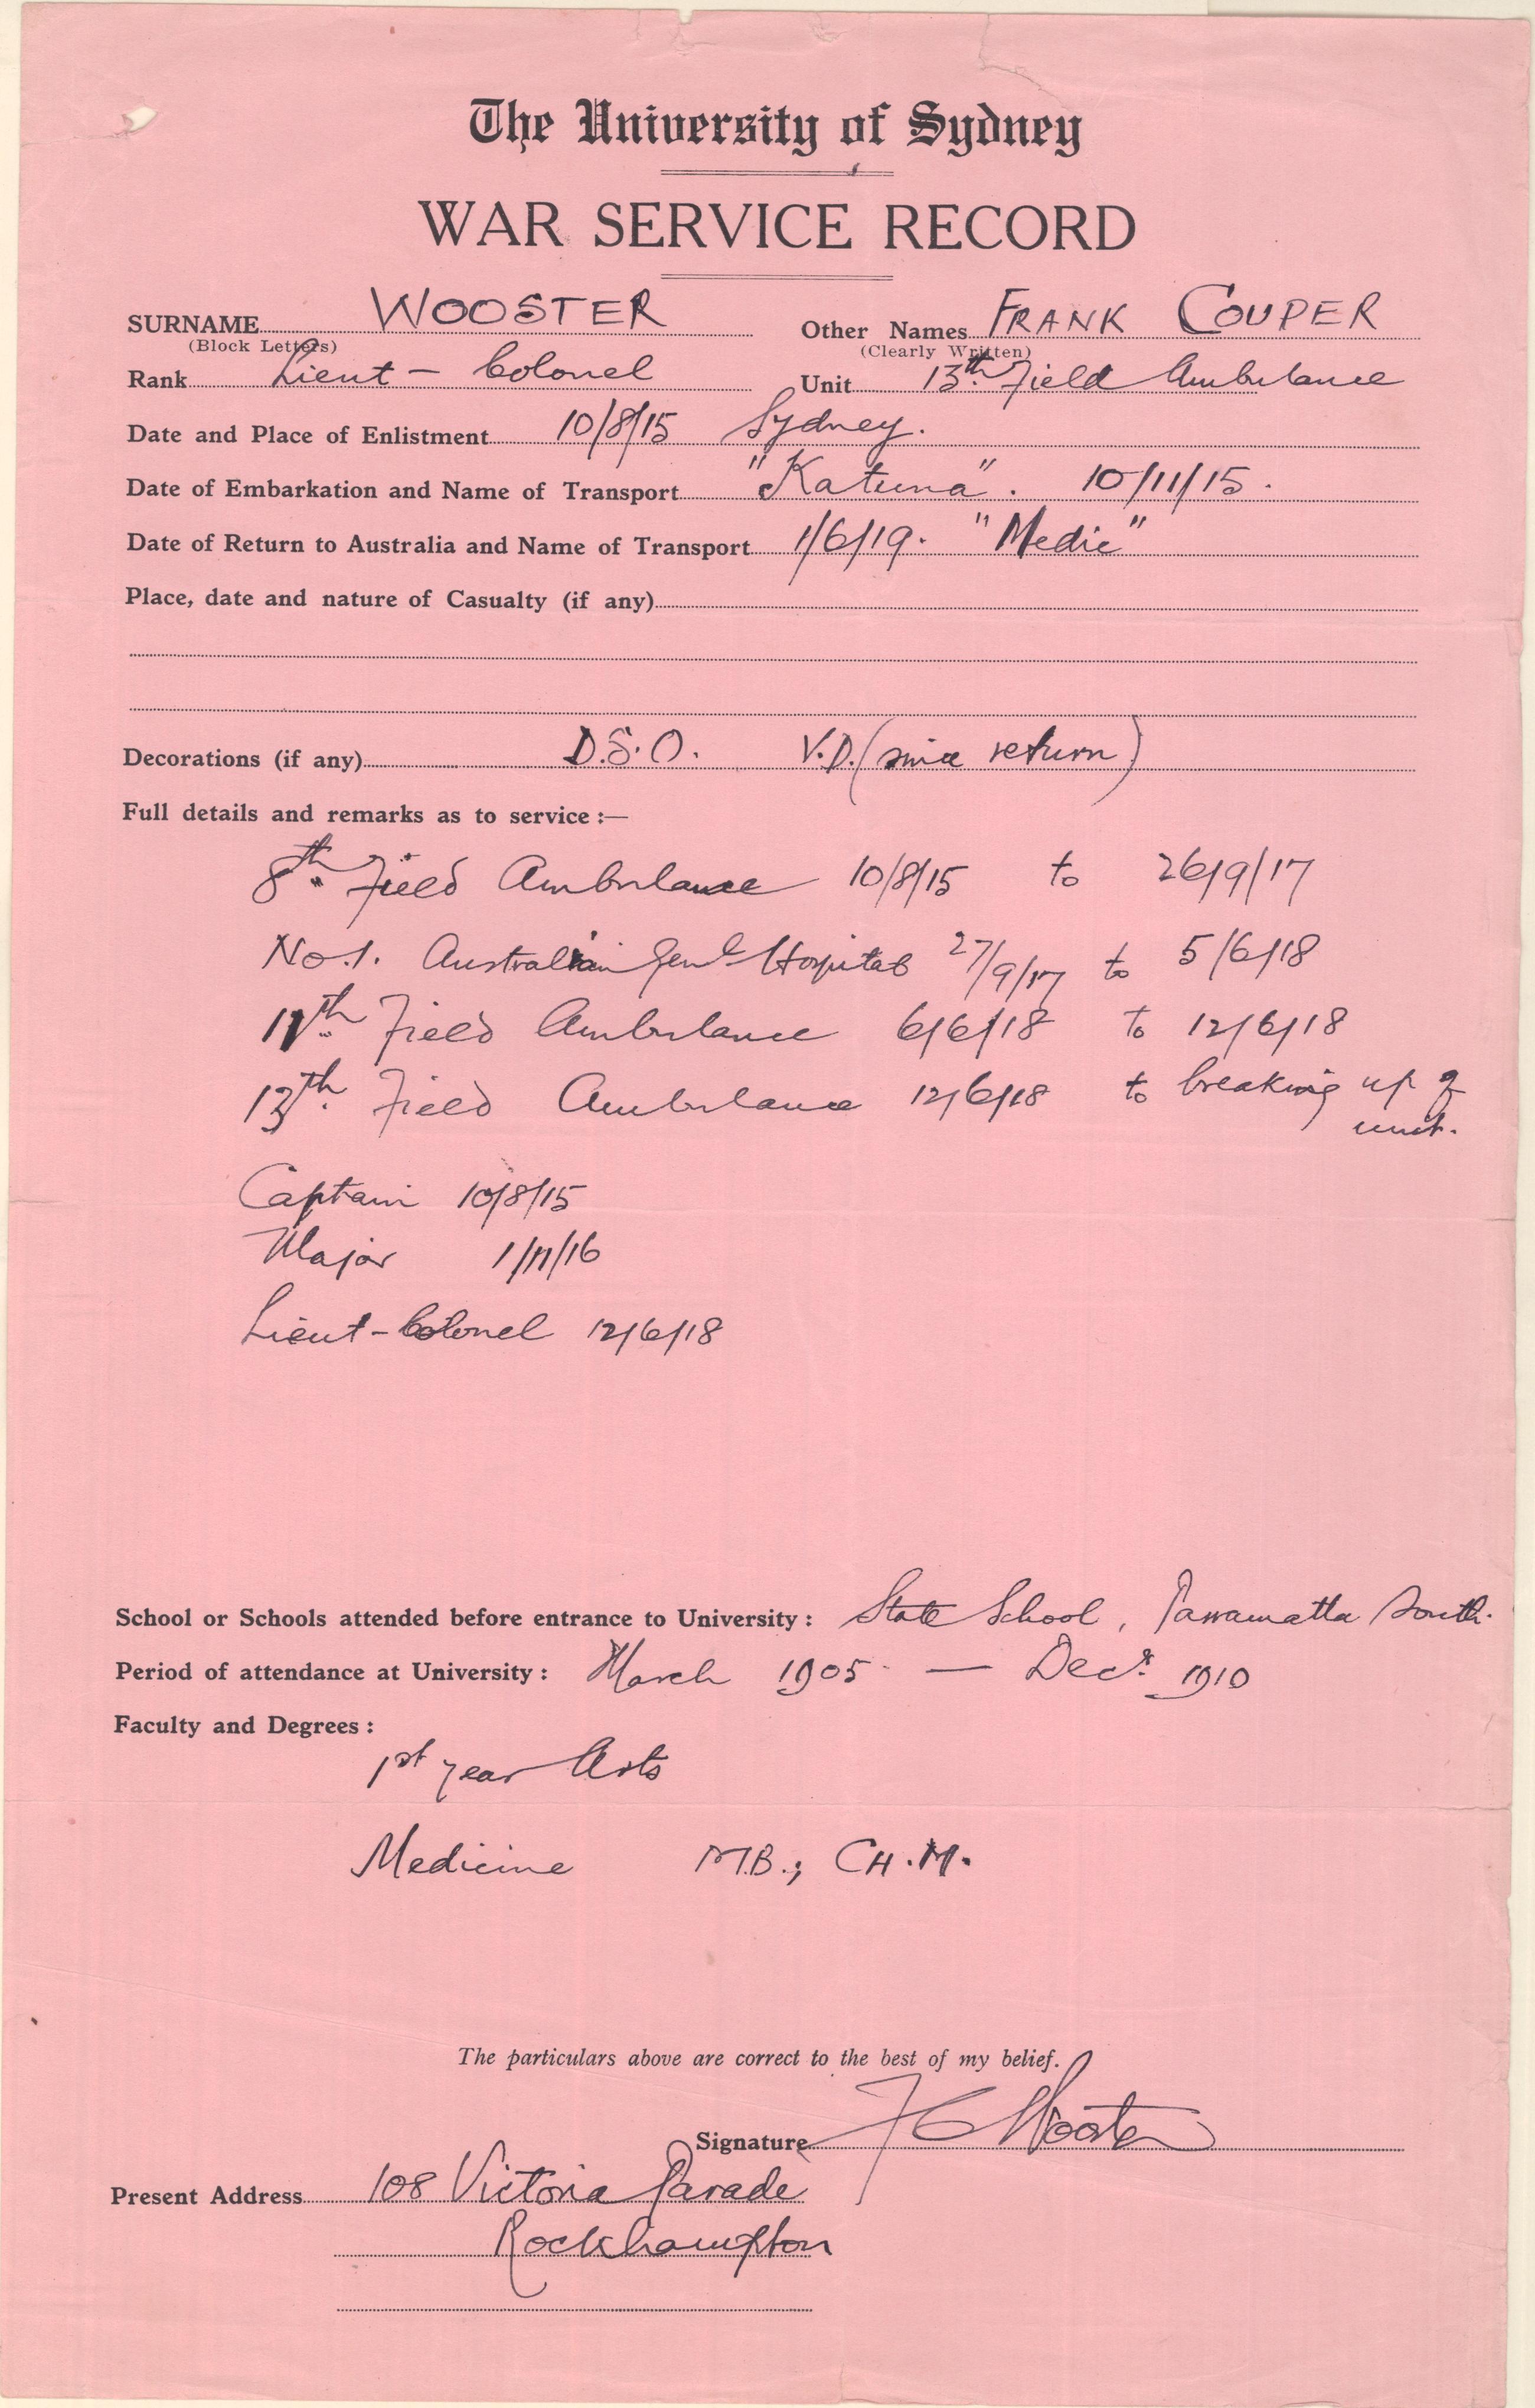 The University of Sydney
WAR SERVICE RECORD
SURNAME WOOSTER Other Names FRANK COUPER
(Block Letters) (Clearly Written)
Rank Lieut - Colonel Unit 13th. Field Ambulance
Date and Place of Enlistment 10/8/15 Sydney.
Date of Embarkation and Name of Transport "Katuna". 10/11/15.
Date of Return to Australia and Name of Transport 1/6/19. "Medic"
Place, date and nature of Casualty (if any)
Decorations (if any) D.S.O. V.D. (since return)
Full details and remarks as to service :—
8th. Field Ambulance 10/8/15 to 26/9/17
No.1. Australian Genl Hospital 27/9/17 to 5/6/18
11th Field Ambulance 6/6/18 to 12/6/18
13th. Field Ambulance 12/6/18 to breaking up of
unit.
Captain 10/8/15
Major 1/11/16
Lieut - Colonel 12/6/18
School or Schools attended before entrance to University : State School, Parramatta South.
Period of attendance at University : March 1905 — Decr. 1910
Faculty and Degrees :
1st year Arts
Medicine M.B.; CH.M.
The particulars above are correct to the best of my belief.
Signature F C Wooster
Present Address 108 Victoria Parade
Rockhampton